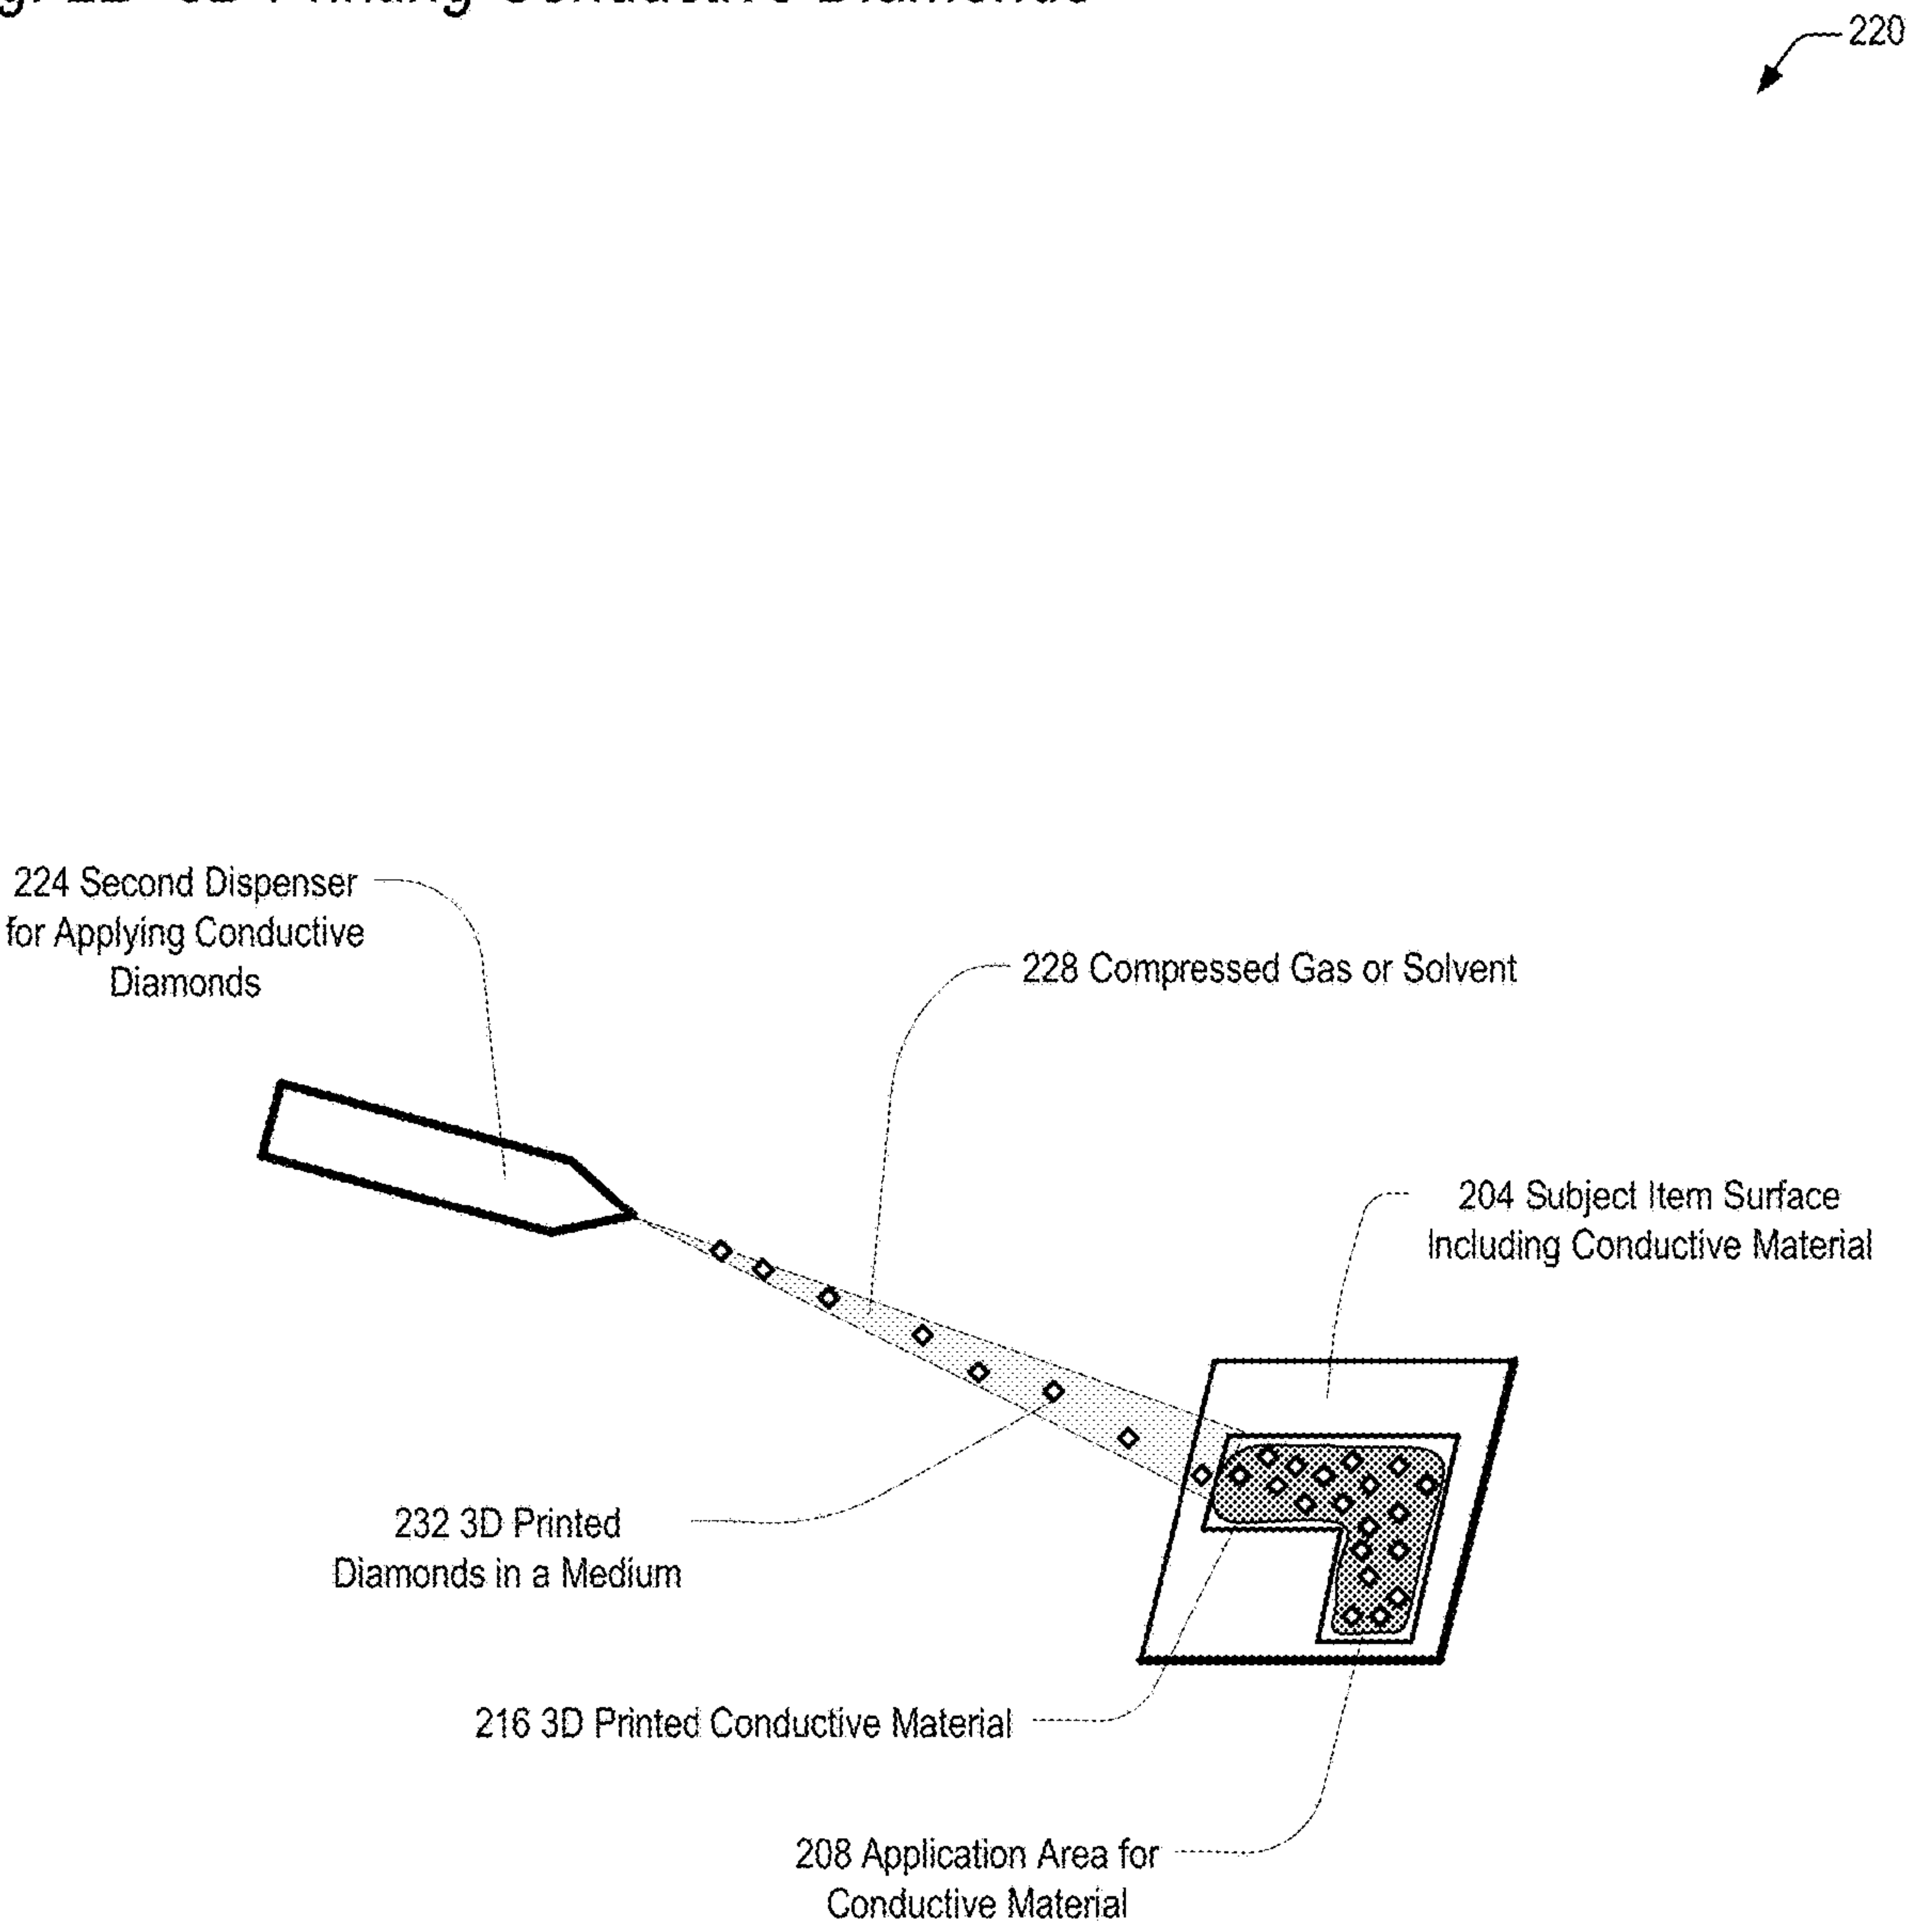 220
224 Second Dispenser
for Applying Conductive
Diamonds
228 Compressed Gas or Solvent
204 Subject Item Surface
Including Conductive Material
232 3D Printed
Diamonds in a Medium
216 3D Printed Conductive Material
208 Application Area for
Conductive Material